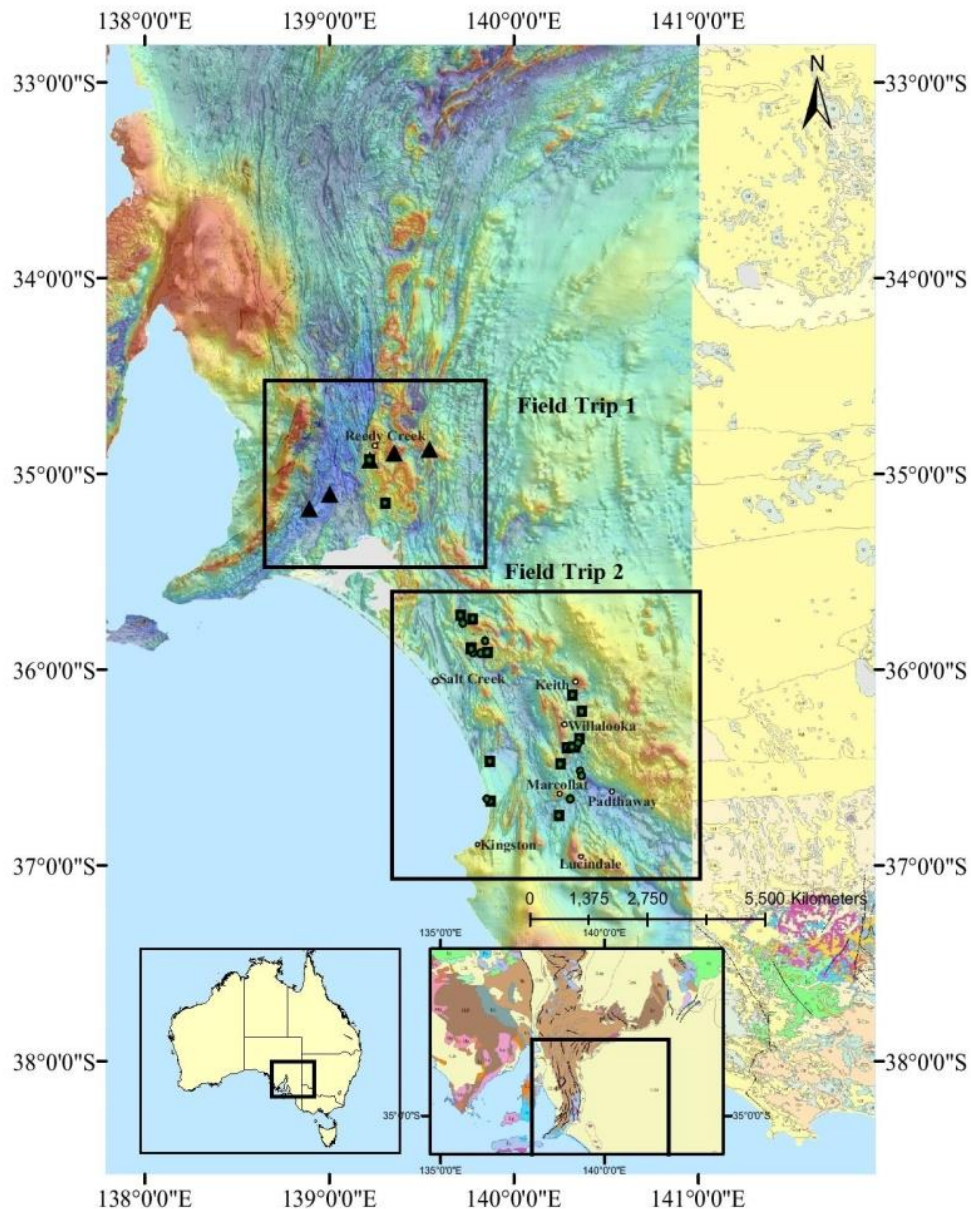 138°0'0"E 139°0'0"E 140°0'0"E 141°0'0"E
33°0'0"S 33°0'0"S
N
34°0'0"S 34°0'0"S
Field Trip 1
Reedy Creek
35°0'0"S 35°0'0"S
Field Trip 2
36°0'0"S 36°0'0"S
Salt Creek
Keith
Willalooka
Marcollat
Padthaway
Kingston
Lucindale
37°0'0"S 37°0'0"S
0 1,375 2,750 5,500 Kilometers
135°0'0"E 140°0'0"E
38°0'0"S 38°0'0"S
35°0'0"S 35°0'0"S
135°0'0"E 140°0'0"E
138°0'0"E 139°0'0"E 140°0'0"E 141°0'0"E